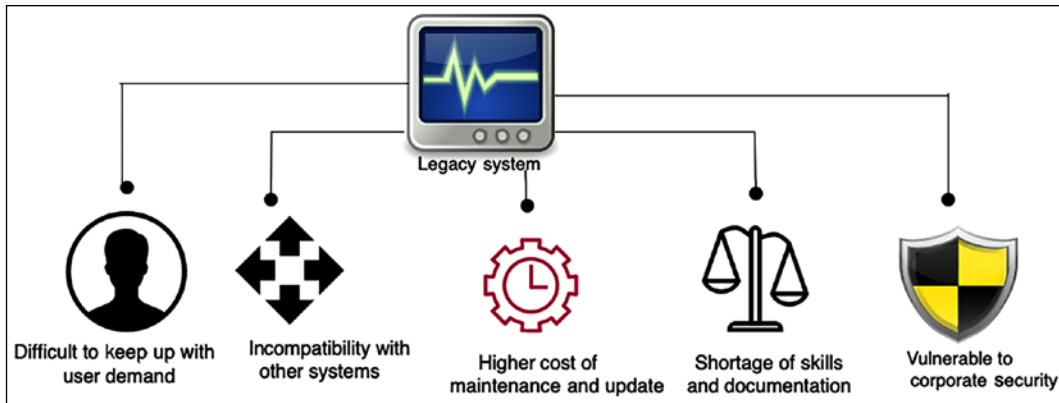 Legacy system
Difficult to keep up with
user demand
Incompatibility with
other systems
Higher cost of
maintenance and update
Shortage of skills
and documentation
Vulnerable to
corporate security